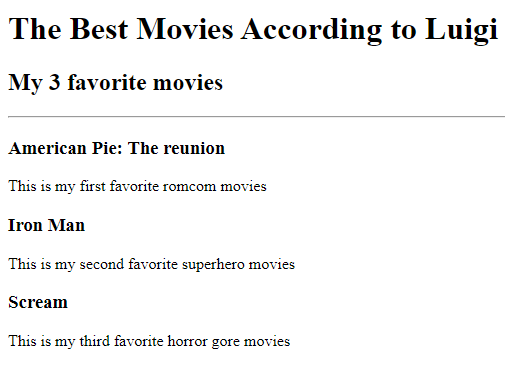 The Best Movies According to Luigi
My 3 favorite movies
American Pie: The reunion
This is my first favorite romcom movies
Iron Man
This is my second favorite superhero movies
Scream
This is my third favorite horror gore movies